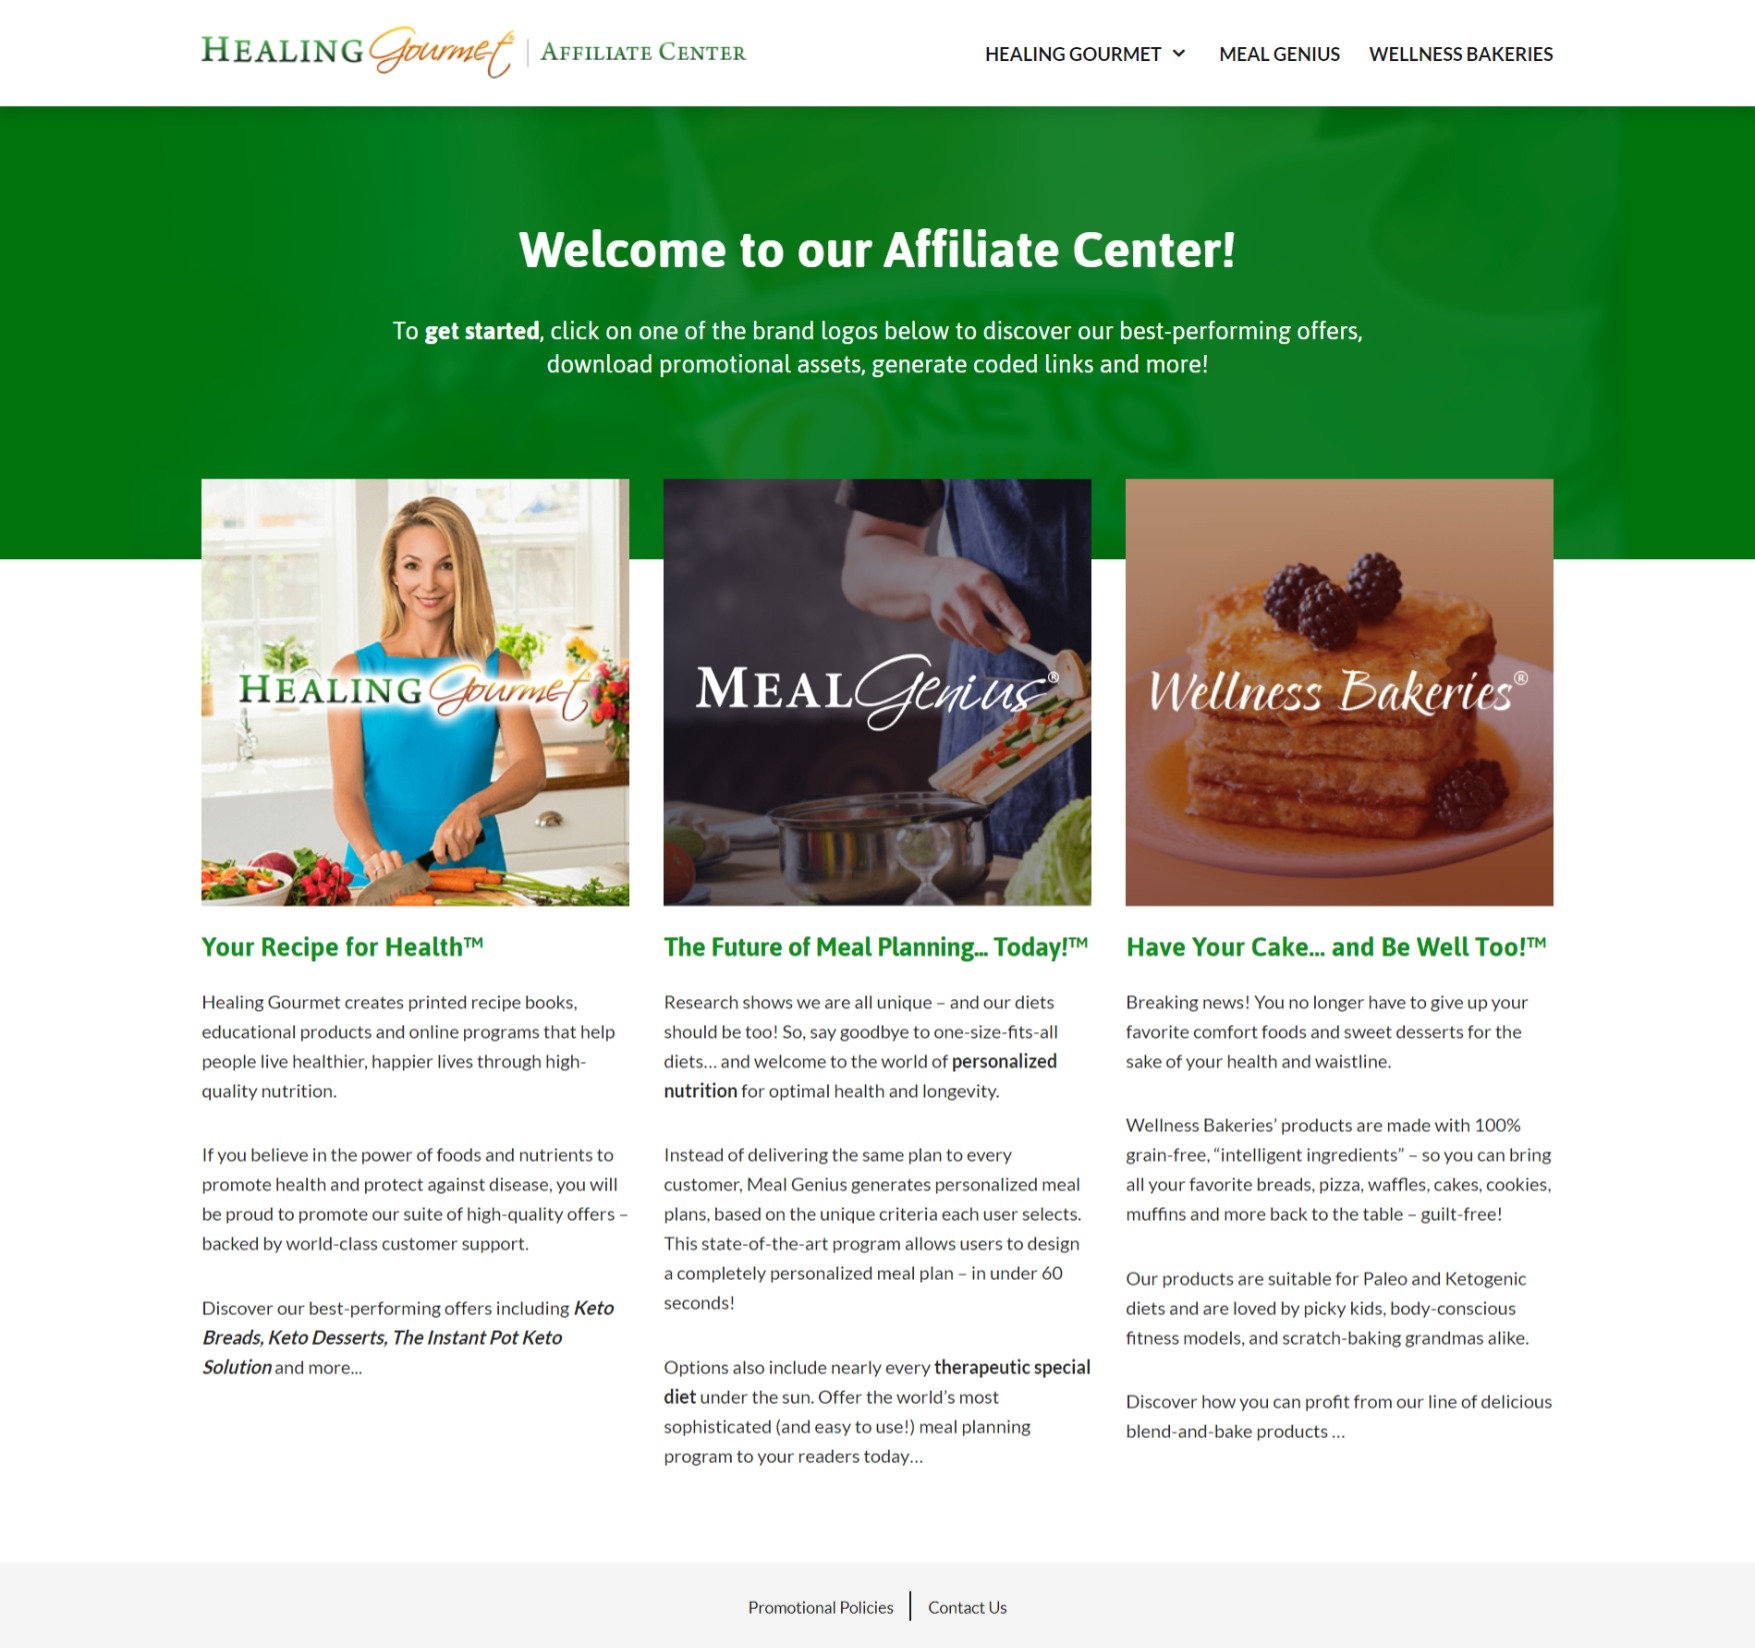 HEALING Gourmet® | AFFILIATE CENTER
HEALING GOURMET
MEAL GENIUS
WELLNESS BAKERIES
Welcome to our Affiliate Center!
To get started, click on one of the brand logos below to discover our best-performing offers,
download promotional assets, generate coded links and more!
KETO
HEALING Gourmet®
MEAL Genius®
Wellness Bakeries®
Your Recipe for Health™
Healing Gourmet creates printed recipe books,
educational products and online programs that help
people live healthier, happier lives through high-
quality nutrition.
If you believe in the power of foods and nutrients to
promote health and protect against disease, you will
be proud to promote our suite of high-quality offers –
backed by world-class customer support.
Discover our best-performing offers including Keto
Breads, Keto Desserts, The Instant Pot Keto
Solution and more...
The Future of Meal Planning... Today!™
Research shows we are all unique – and our diets
should be too! So, say goodbye to one-size-fits-all
diets… and welcome to the world of personalized
nutrition for optimal health and longevity.
Instead of delivering the same plan to every
customer, Meal Genius generates personalized meal
plans, based on the unique criteria each user selects.
This state-of-the-art program allows users to design
a completely personalized meal plan – in under 60
seconds!
Options also include nearly every therapeutic special
diet under the sun. Offer the world’s most
sophisticated (and easy to use!) meal planning
program to your readers today…
Have Your Cake... and Be Well Too!™
Breaking news! You no longer have to give up your
favorite comfort foods and sweet desserts for the
sake of your health and waistline.
Wellness Bakeries’ products are made with 100%
grain-free, “intelligent ingredients” – so you can bring
all your favorite breads, pizza, waffles, cakes, cookies,
muffins and more back to the table – guilt-free!
Our products are suitable for Paleo and Ketogenic
diets and are loved by picky kids, body-conscious
fitness models, and scratch-baking grandmas alike.
Discover how you can profit from our line of delicious
blend-and-bake products …
Promotional Policies | Contact Us